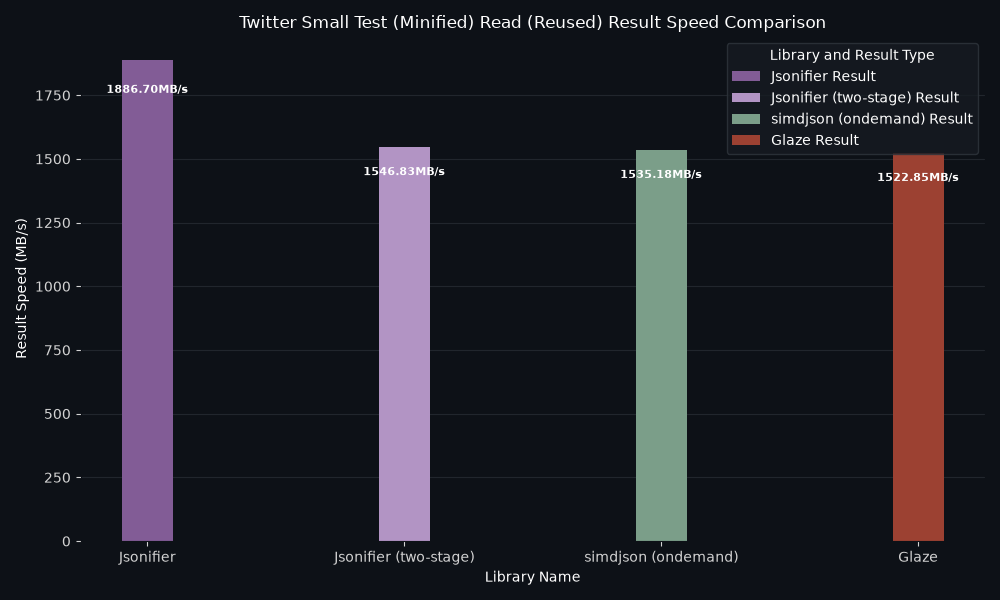 Twitter Small Test (Minified) Read (Reused) Result Speed Comparison
Library and Result Type
Jsonifier Result
Jsonifier (two-stage) Result
simdjson (ondemand) Result
Glaze Result
Result Speed (MB/s)
1750
1500
1250
1000
750
500
250
0
1886.70MB/s
1546.83MB/s
1535.18MB/s
1522.85MB/s
Jsonifier
Jsonifier (two-stage)
simdjson (ondemand)
Glaze
Library Name